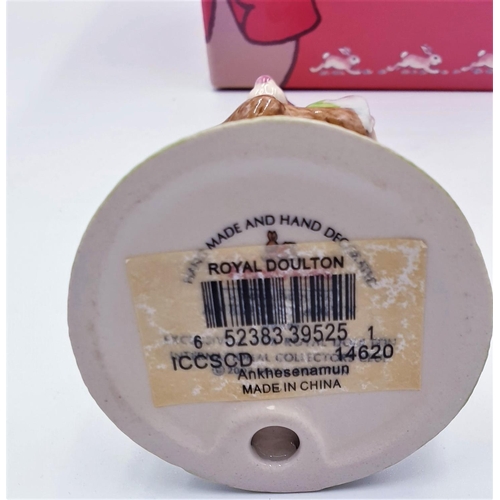 HAND MADE AND HAND DECORATED
ROYAL DOULTON
6 52383 39525 1
ICCSCD 14620
Ankhesenamun
MADE IN CHINA